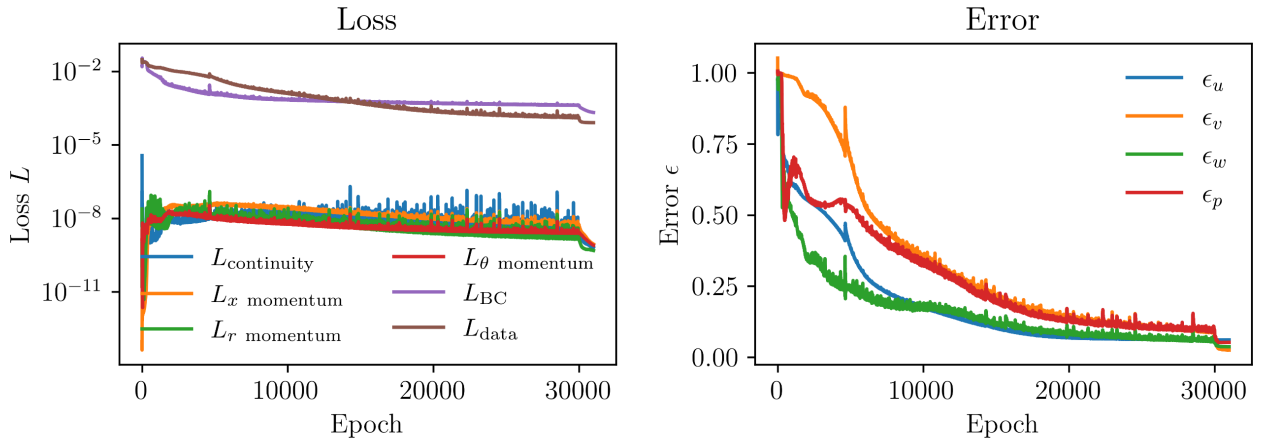 Loss
Loss L
10⁻²
10⁻⁵
10⁻⁸
10⁻¹¹
L_continuity
L_x momentum
L_r momentum
L_θ momentum
L_BC
L_data
0 10000 20000 30000
Epoch
Error
Error ϵ
1.00
0.75
0.50
0.25
0.00
ϵ_u
ϵ_v
ϵ_w
ϵ_p
0 10000 20000 30000
Epoch